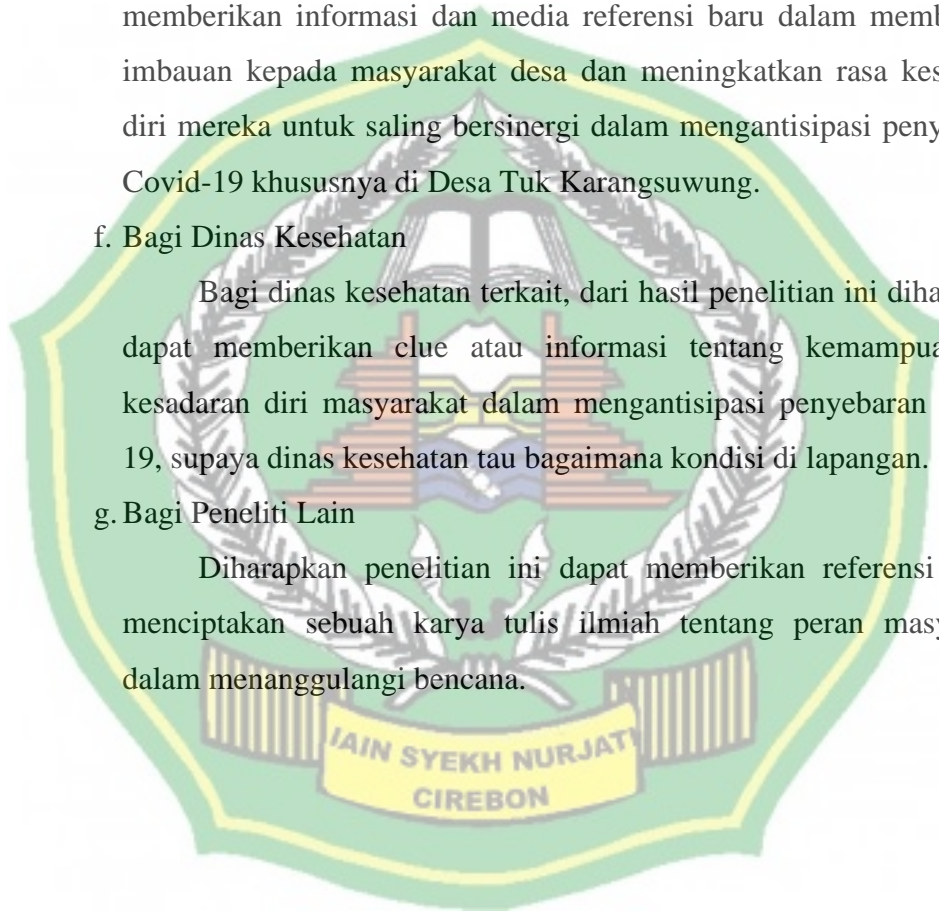 memberikan informasi dan media referensi baru dalam memb
imbauan kepada masyarakat desa dan meningkatkan rasa kes
diri mereka untuk saling bersinergi dalam mengantisipasi peny
Covid-19 khususnya di Desa Tuk Karangsuwung.
f. Bagi Dinas Kesehatan
Bagi dinas kesehatan terkait, dari hasil penelitian ini diha
dapat memberikan clue atau informasi tentang kemampua
kesadaran diri masyarakat dalam mengantisipasi penyebaran
19, supaya dinas kesehatan tau bagaimana kondisi di lapangan.
g. Bagi Peneliti Lain
Diharapkan penelitian ini dapat memberikan referensi
menciptakan sebuah karya tulis ilmiah tentang peran masy
dalam menanggulangi bencana.
IAIN SYEKH NURJATI
CIREBON